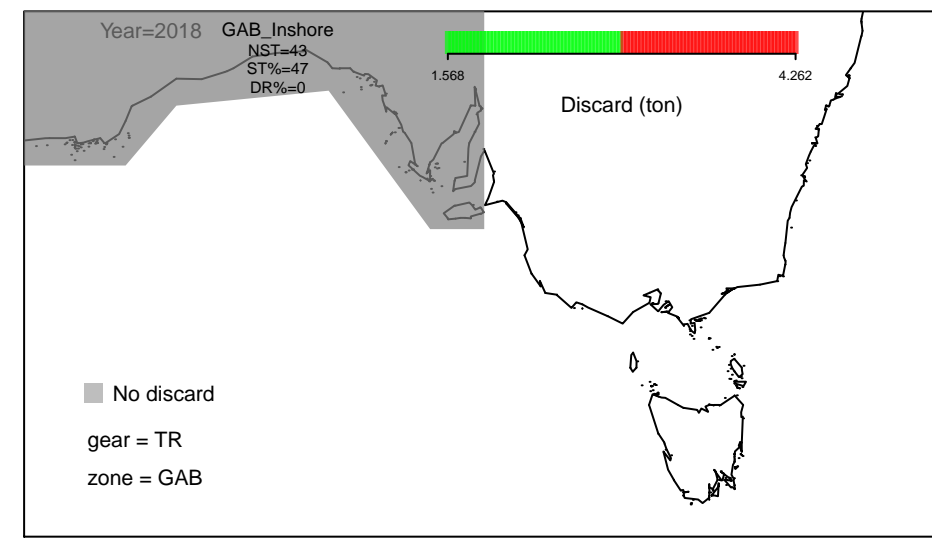 Year=2018
GAB_Inshore
NST=43
ST%=47
DR%=0
1.568
4.262
Discard (ton)
No discard
gear = TR
zone = GAB